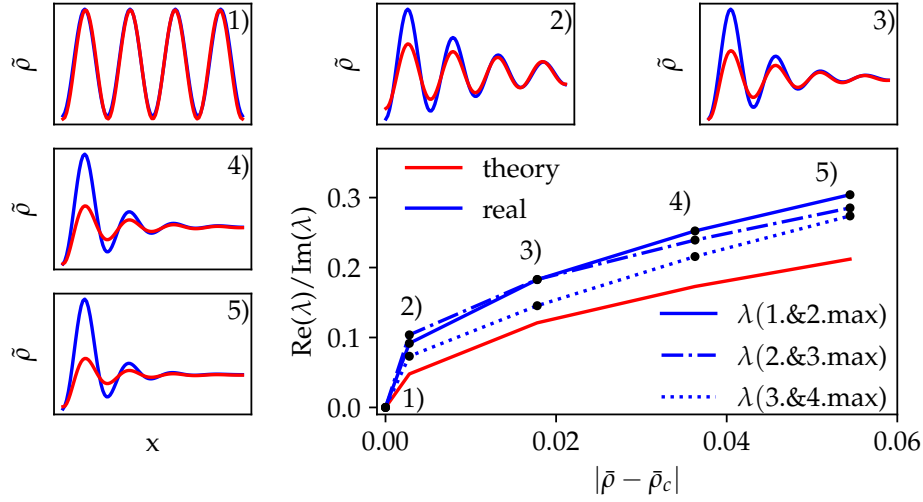 1)
ρ̃
2)
ρ̃
3)
ρ̃
4)
ρ̃
5)
ρ̃
x
theory
real
λ(1.&2.max)
λ(2.&3.max)
λ(3.&4.max)
1)
2)
3)
4)
5)
Re(λ)/Im(λ)
0.3
0.2
0.1
0.0
0.00
0.02
0.04
0.06
|ρ̄ − ρ̄c|